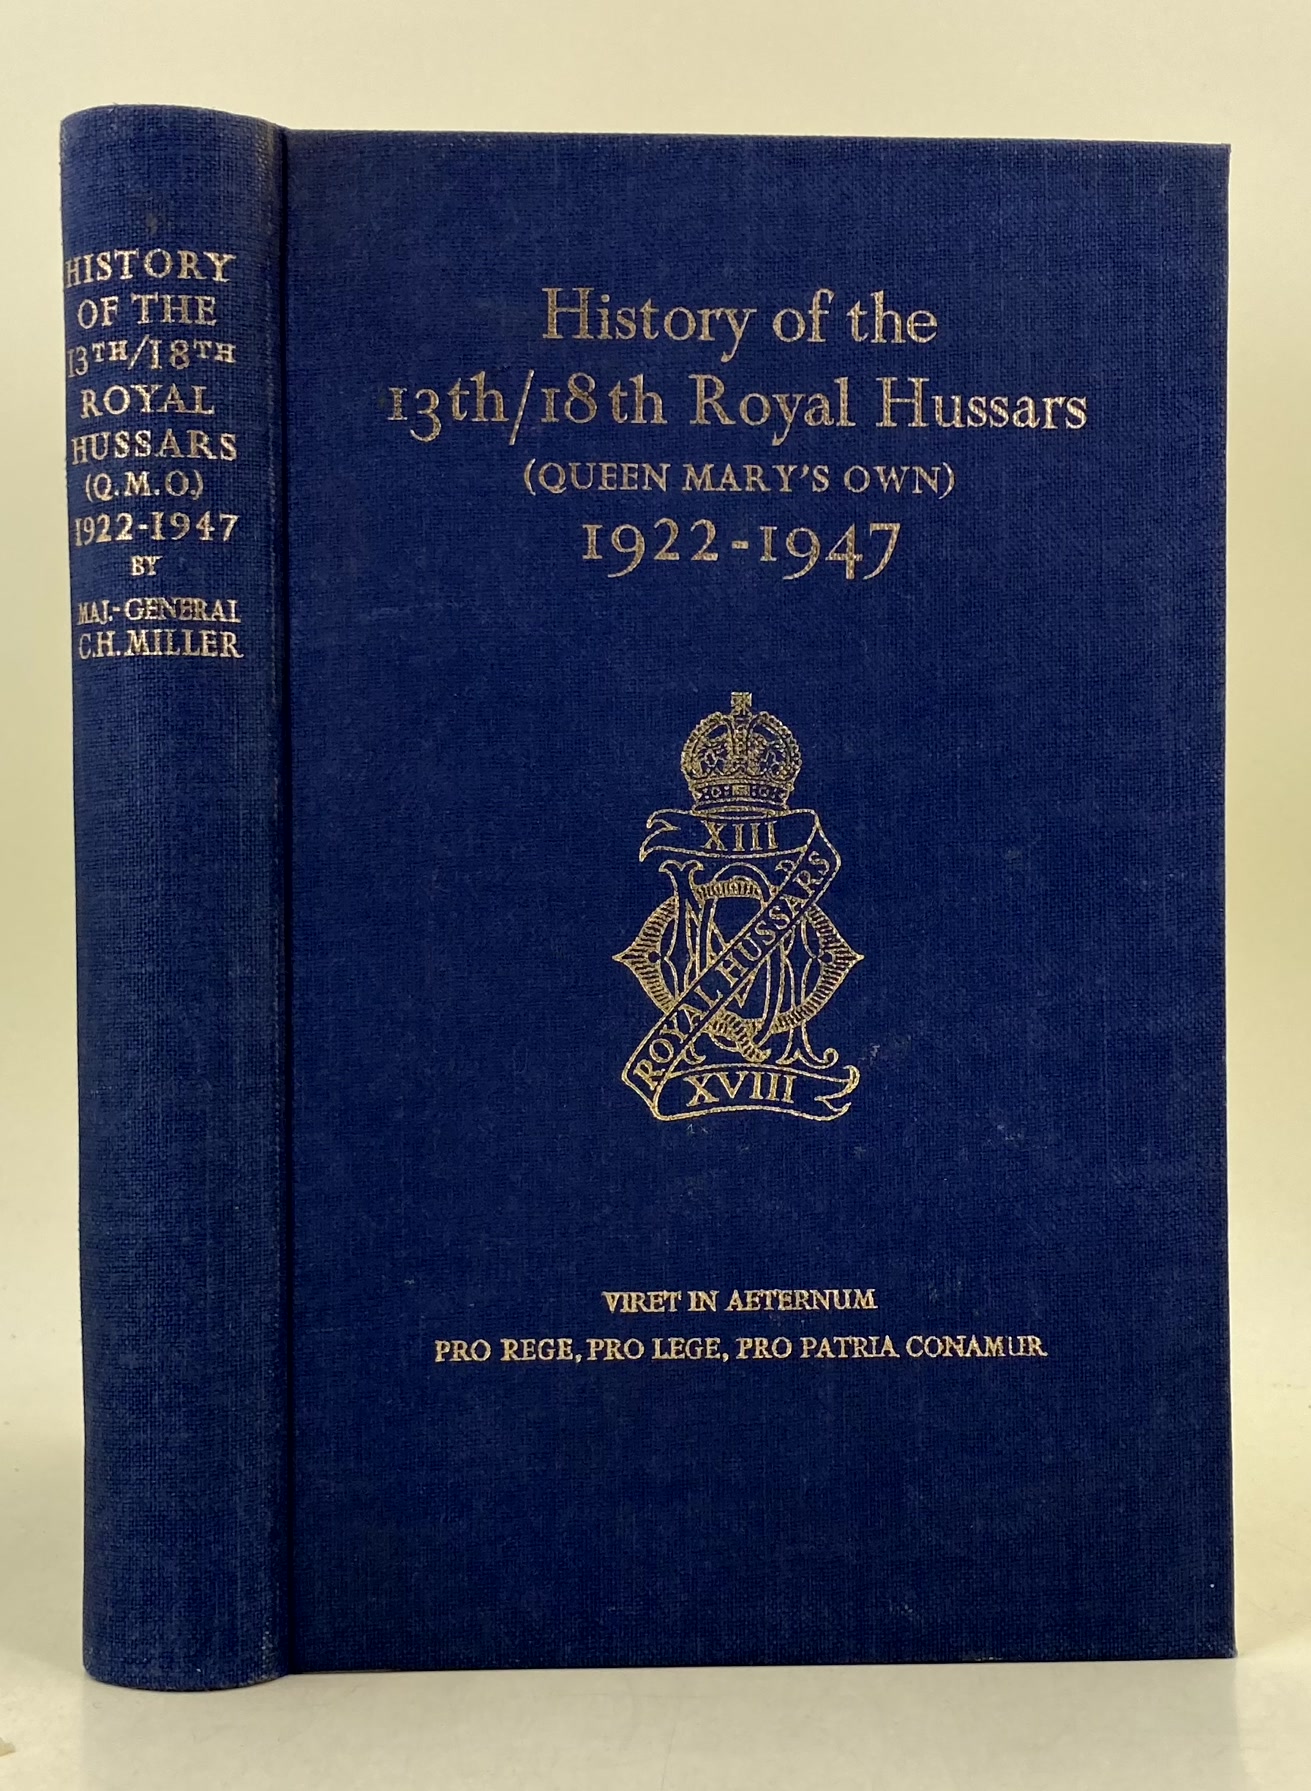 HISTORY
OF THE
13TH/18TH
ROYAL
HUSSARS
(Q.M.O.)
1922-1947
BY
MAJ.-GENERAL
C.H. MILLER
History of the
13th/18th Royal Hussars
(QUEEN MARY'S OWN)
1922-1947
XIII
ROYAL HUSSARS
XVIII
VIRET IN AETERNUM
PRO REGE, PRO LEGE, PRO PATRIA CONAMUR